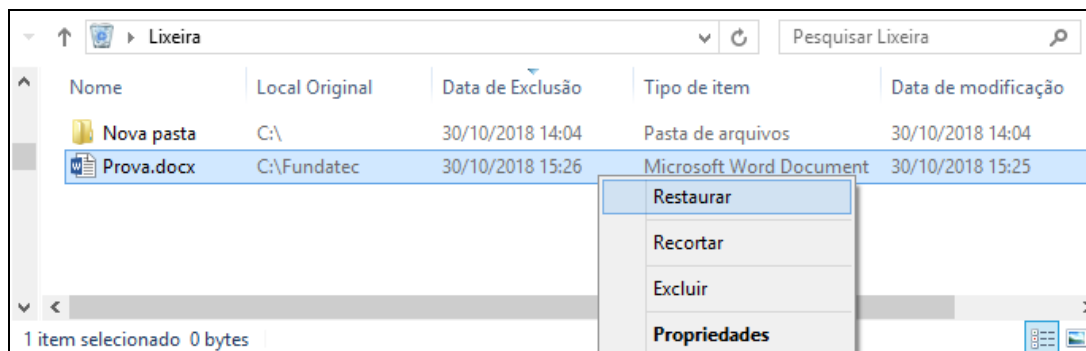 Lixeira Pesquisar Lixeira
Nome Local Original Data de Exclusão Tipo de item Data de modificação
Nova pasta C:\ 30/10/2018 14:04 Pasta de arquivos 30/10/2018 14:04
Prova.docx C:\Fundatec 30/10/2018 15:26 Microsoft Word Document 30/10/2018 15:25
Restaurar
Recortar
Excluir
Propriedades
1 item selecionado 0 bytes